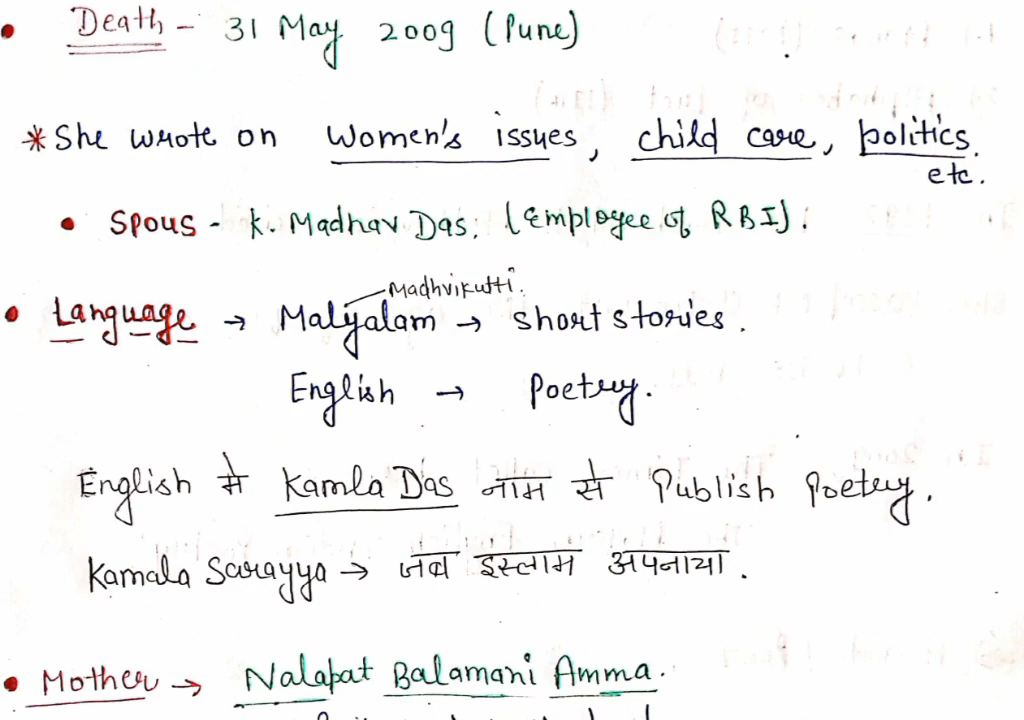 • Death - 31 May 2009 (Pune)
* She wrote on Women's issues, child care, politics.
etc.
• Spous - K. Madhav Das. (Employee of RBI).
Madhvikutti.
• Language → Malyalam → short stories.
English → Poetry.
English में Kamla Das नाम से Publish Poetry.
Kamala Sarayya → जब इस्लाम अपनाया.
• Mother → Nalapat Balamani Amma.